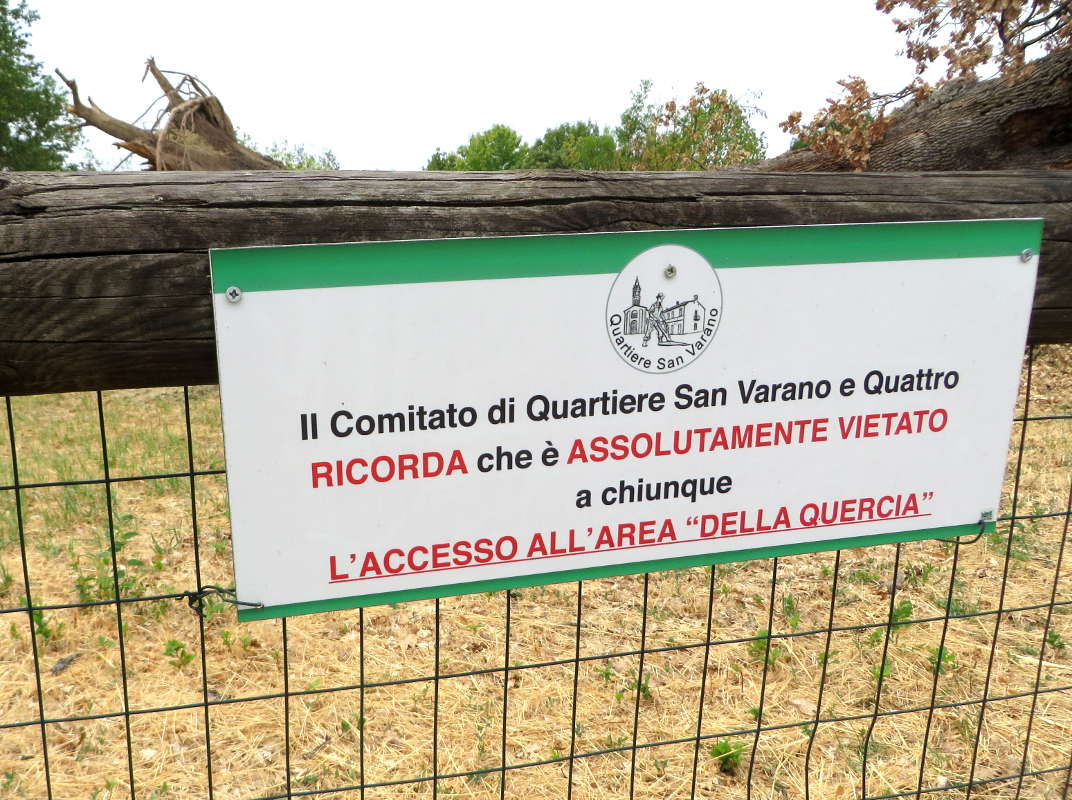 Quartiere San Varano
Il Comitato di Quartiere San Varano e Quattro
RICORDA che è ASSOLUTAMENTE VIETATO
a chiunque
L'ACCESSO ALL'AREA “DELLA QUERCIA”